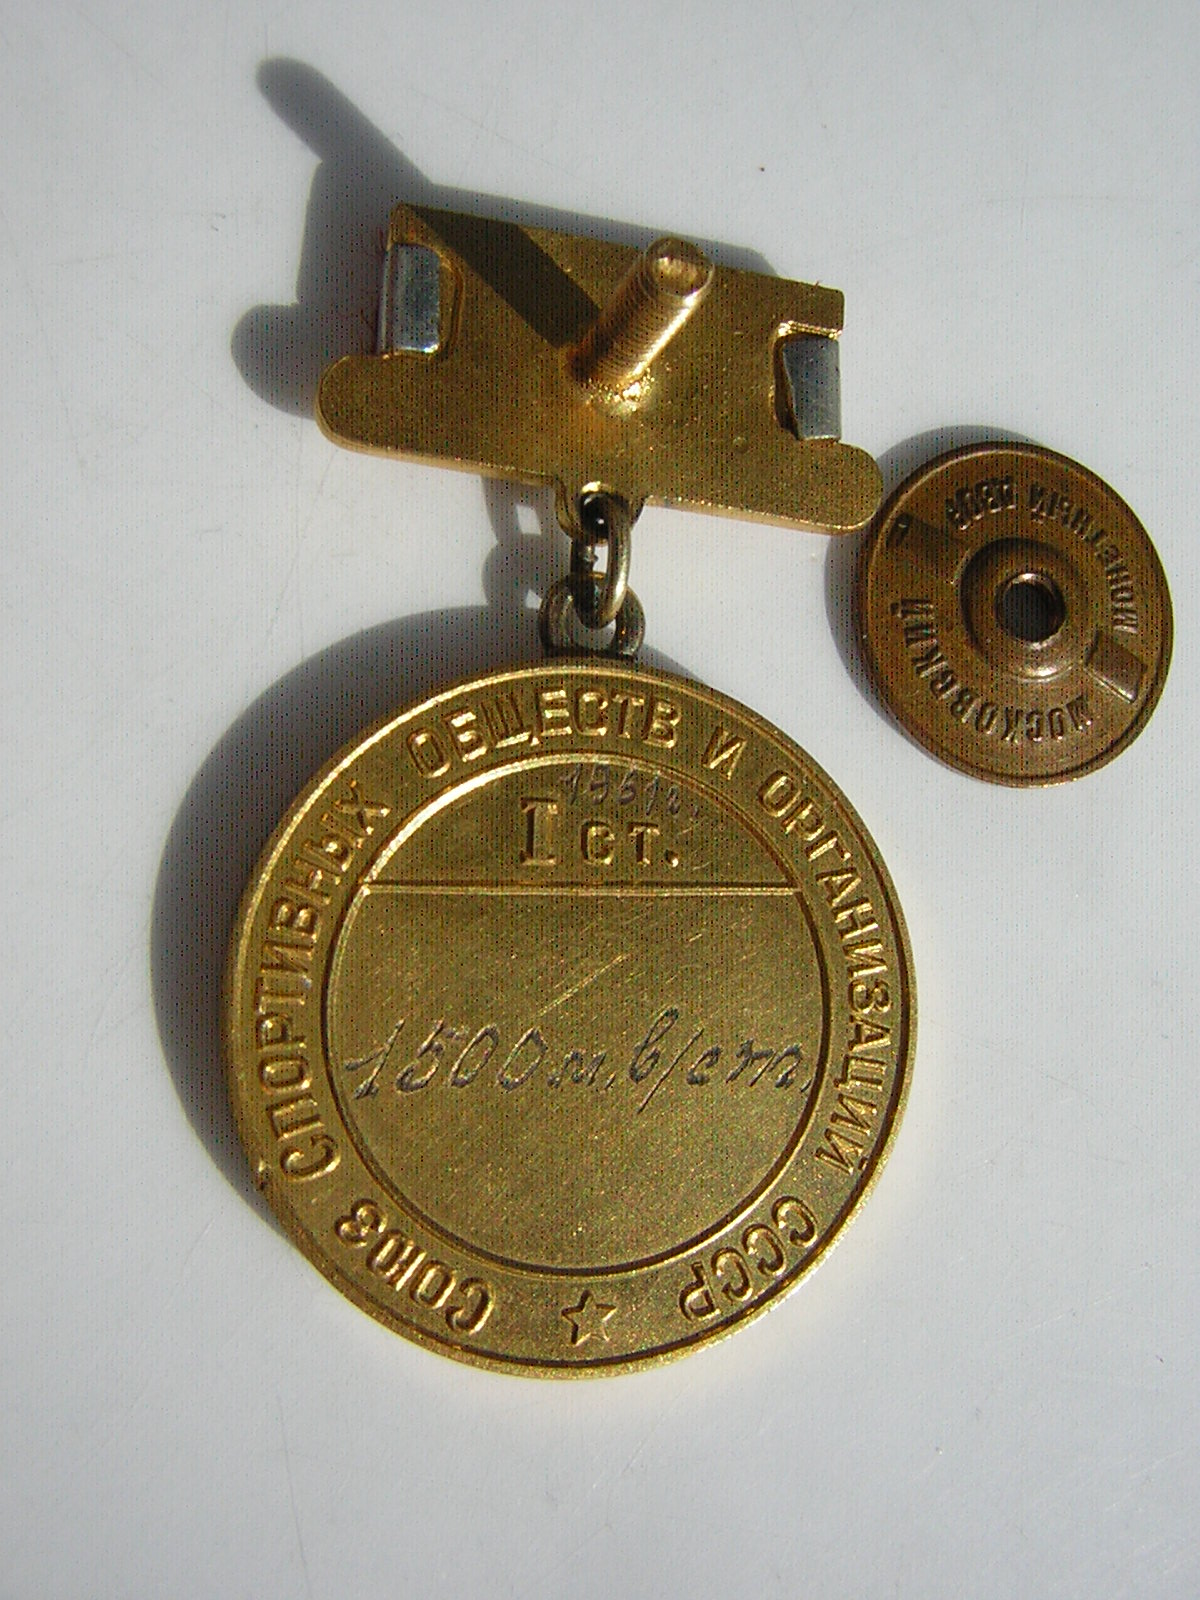 СОЮЗ СПОРТИВНЫХ ОБЩЕСТВ И ОРГАНИЗАЦИЙ СССР
1961г.
I СТ.
1500м. в/ст.
МОСКОВСКИЙ МОНЕТНЫЙ ДВОР